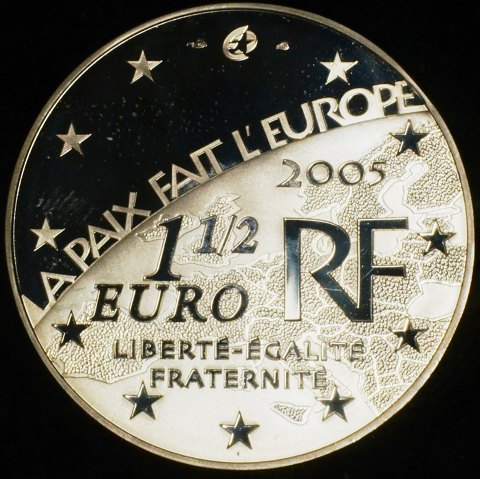 LA PAIX FAIT L'EUROPE
2005
1 1/2
EURO
RF
LIBERTÉ-ÉGALITÉ
FRATERNITÉ